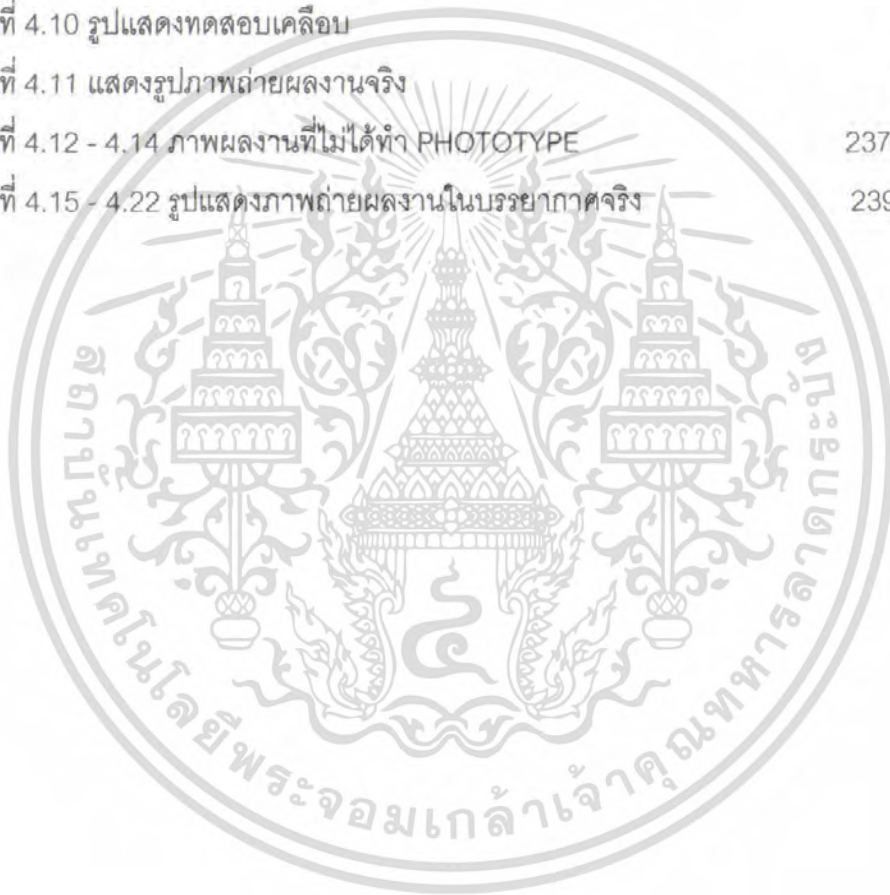 ที่ 4.10 รูปแสดงทดสอบเคลือบ
ที่ 4.11 แสดงรูปภาพถ่ายผลงานจริง
ที่ 4.12 - 4.14 ภาพผลงานที่ไม่ได้ทำ PHOTOTYPE 237
ที่ 4.15 - 4.22 รูปแสดงภาพถ่ายผลงานในบรรยากาศจริง 239
สถาบันเทคโนโลยีพระจอมเกล้าเจ้าคุณทหารลาดกระบัง
๔